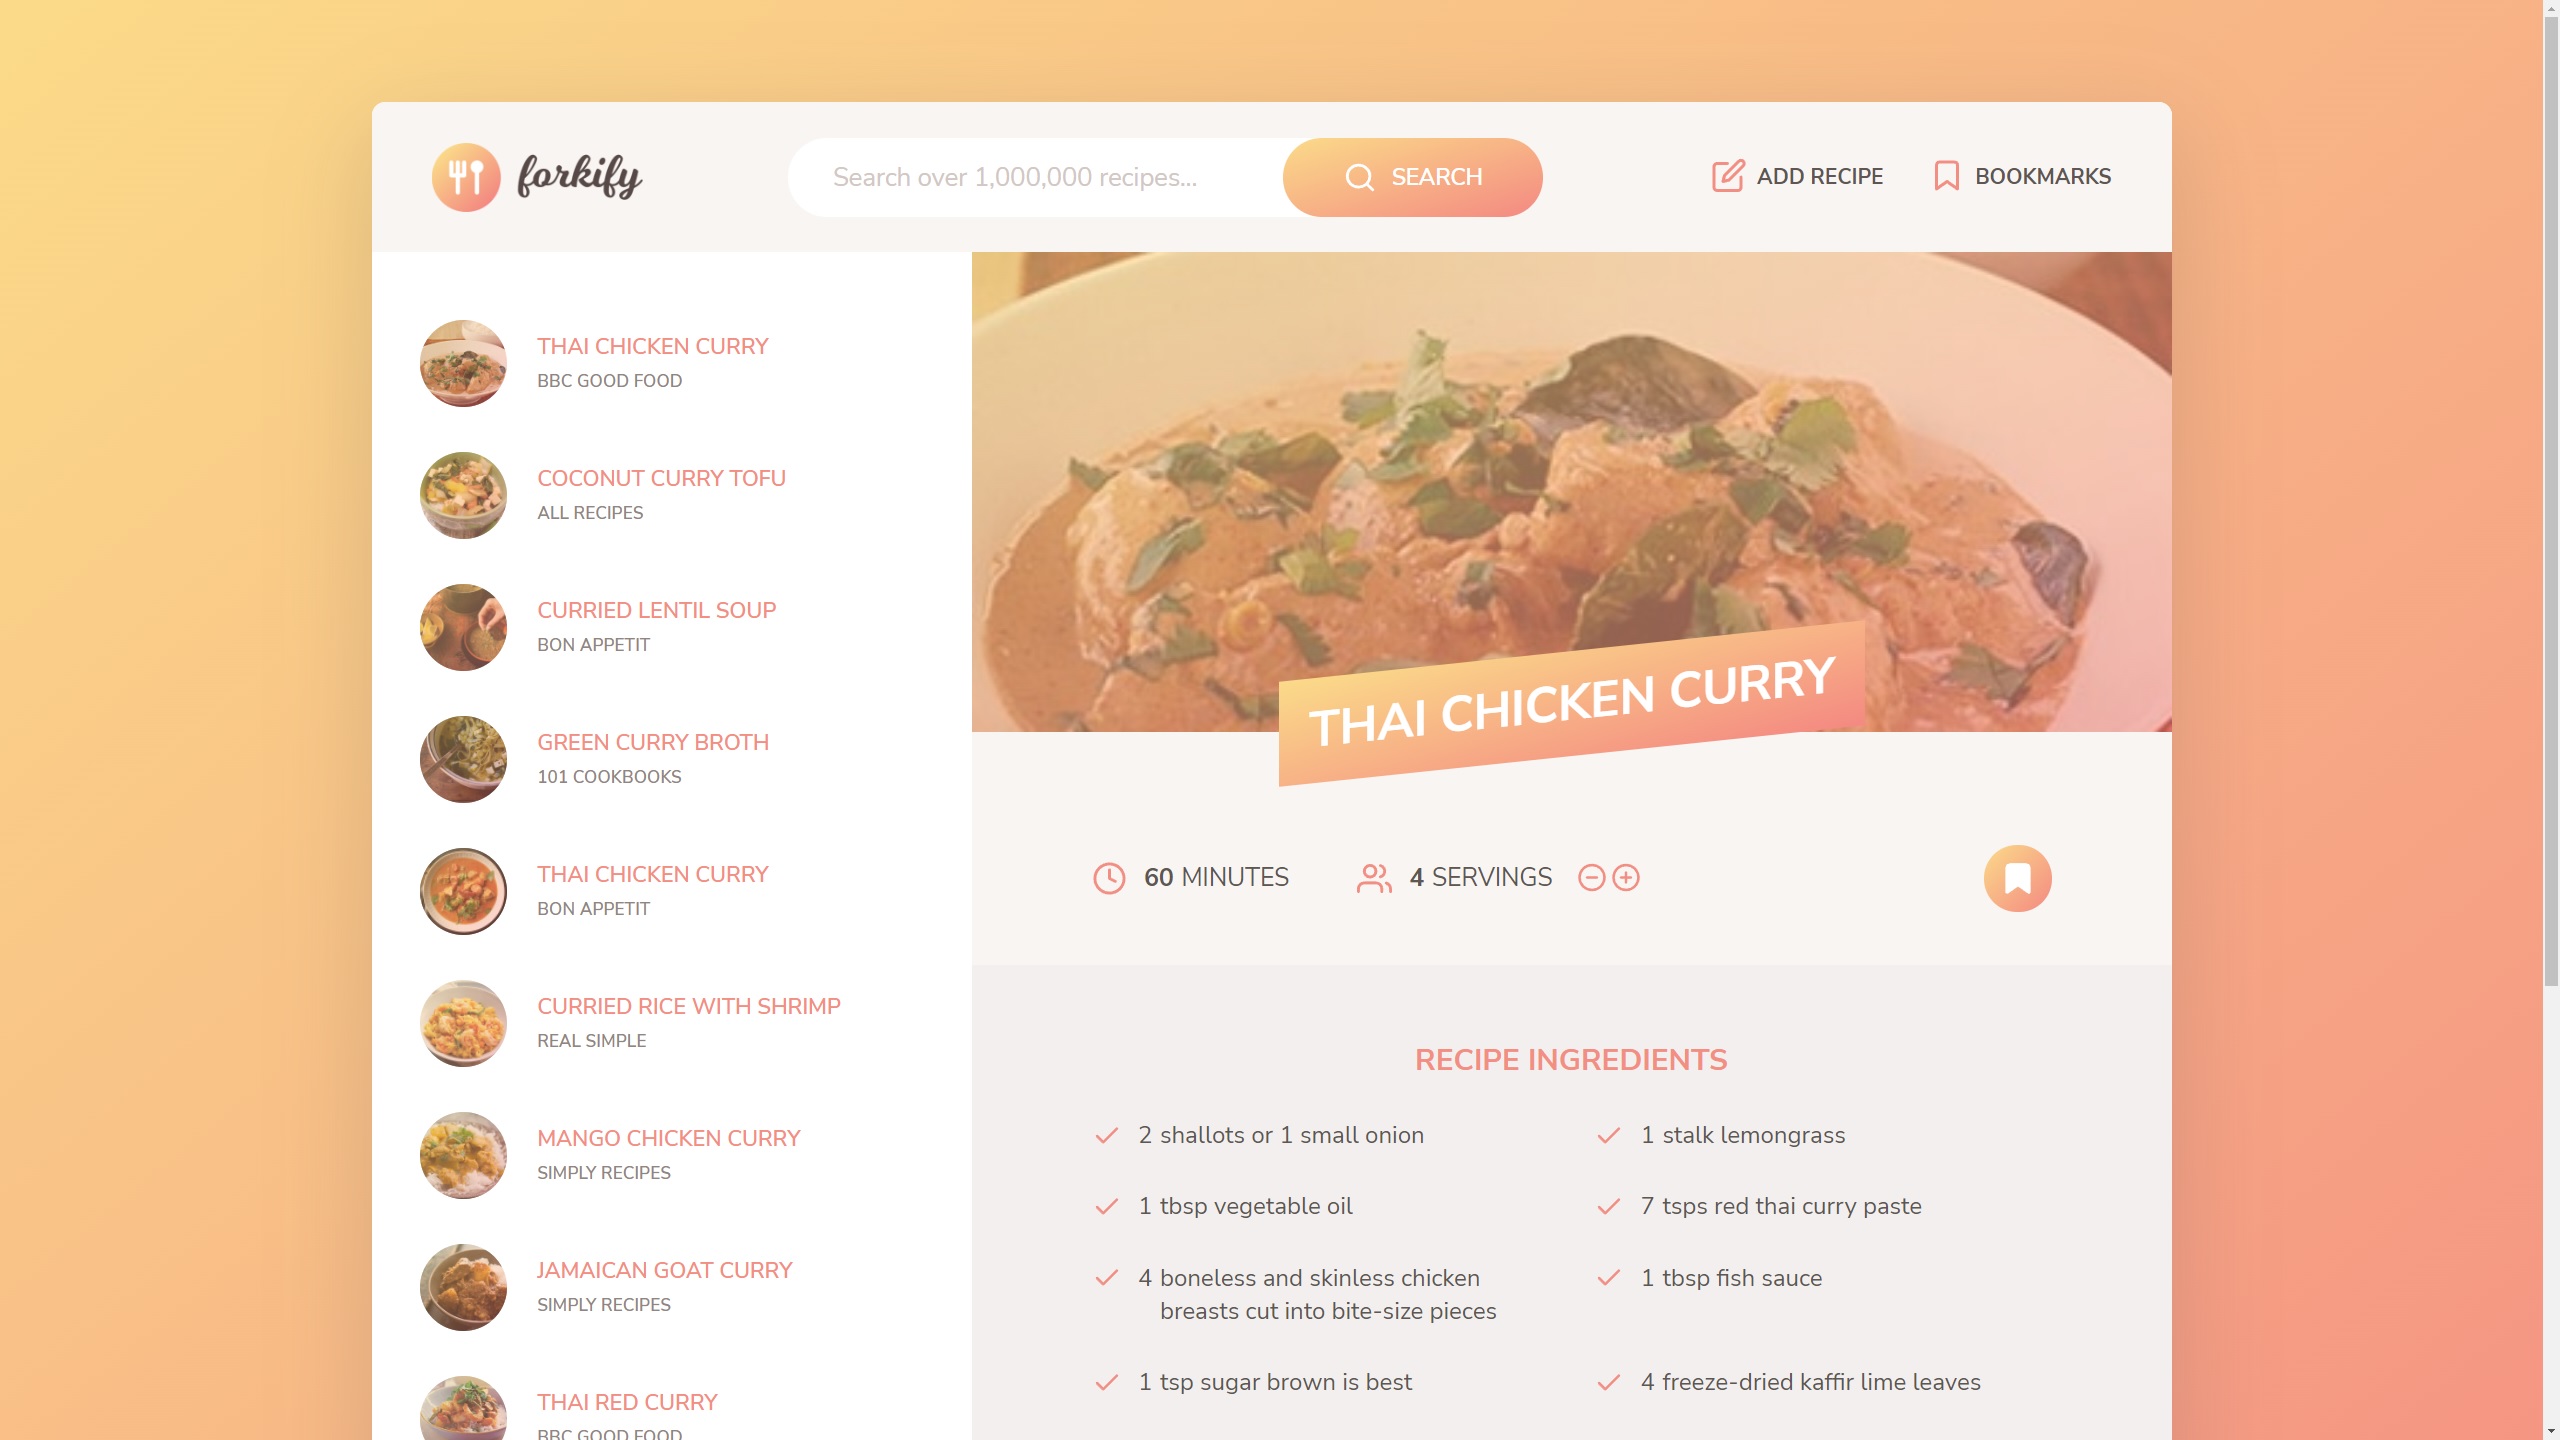 forkify
Search over 1,000,000 recipes...
SEARCH
ADD RECIPE
BOOKMARKS
THAI CHICKEN CURRY
BBC GOOD FOOD
COCONUT CURRY TOFU
ALL RECIPES
CURRIED LENTIL SOUP
BON APPETIT
GREEN CURRY BROTH
101 COOKBOOKS
THAI CHICKEN CURRY
BON APPETIT
CURRIED RICE WITH SHRIMP
REAL SIMPLE
MANGO CHICKEN CURRY
SIMPLY RECIPES
JAMAICAN GOAT CURRY
SIMPLY RECIPES
THAI RED CURRY
BBC GOOD FOOD
THAI CHICKEN CURRY
60 MINUTES
4 SERVINGS
RECIPE INGREDIENTS
2 shallots or 1 small onion
1 stalk lemongrass
1 tbsp vegetable oil
7 tsps red thai curry paste
4 boneless and skinless chicken
breasts cut into bite-size pieces
1 tbsp fish sauce
1 tsp sugar brown is best
4 freeze-dried kaffir lime leaves